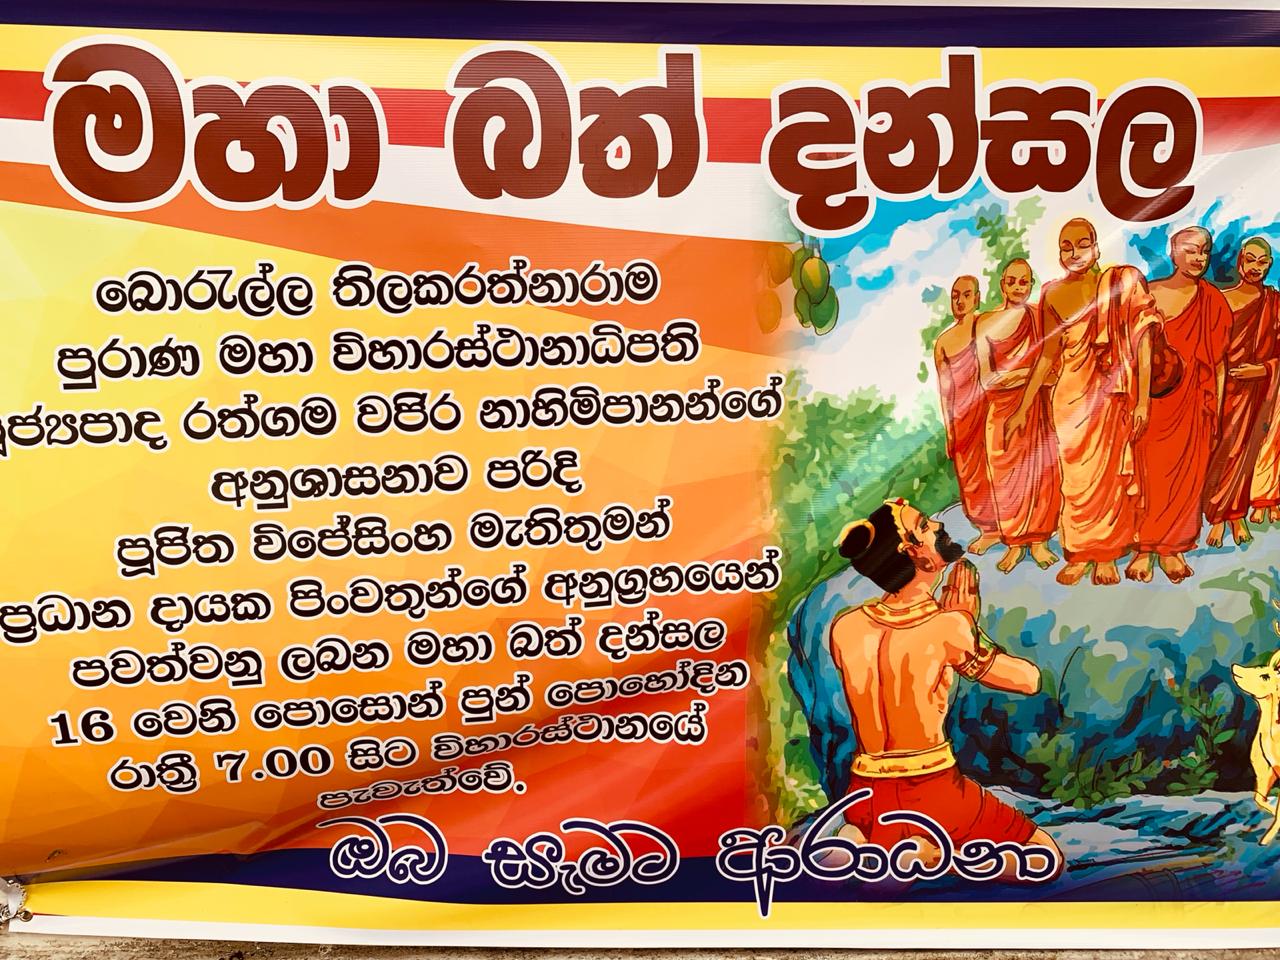 මහා බත් දන්සල
බොරැල්ල තිලකරත්නාරාම
පුරාණ මහා විහාරස්ථානාධිපති
පූජ්‍යපාද රත්ගම වජිර නාහිමිපානන්ගේ
අනුශාසනාව පරිදි
පූජිත විජේසිංහ මැතිතුමන්
ප්‍රධාන දායක පිංවතුන්ගේ අනුග්‍රහයෙන්
පවත්වනු ලබන මහා බත් දන්සල
16 වෙනි පොසොන් පුන් පොහෝදින
රාත්‍රී 7.00 සිට විහාරස්ථානයේ
පැවැත්වේ.
ඔබ සැමට ආරාධනා